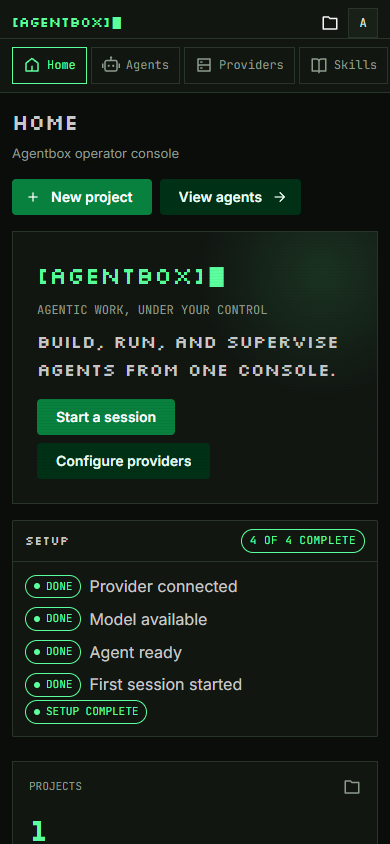 [AGENTBOX]
A
Home
Agents
Providers
Skills
HOME
Agentbox operator console
+ New project
View agents →
[AGENTBOX]
AGENTIC WORK, UNDER YOUR CONTROL
BUILD, RUN, AND SUPERVISE
AGENTS FROM ONE CONSOLE.
Start a session
Configure providers
SETUP
4 OF 4 COMPLETE
DONE Provider connected
DONE Model available
DONE Agent ready
DONE First session started
SETUP COMPLETE
PROJECTS
1